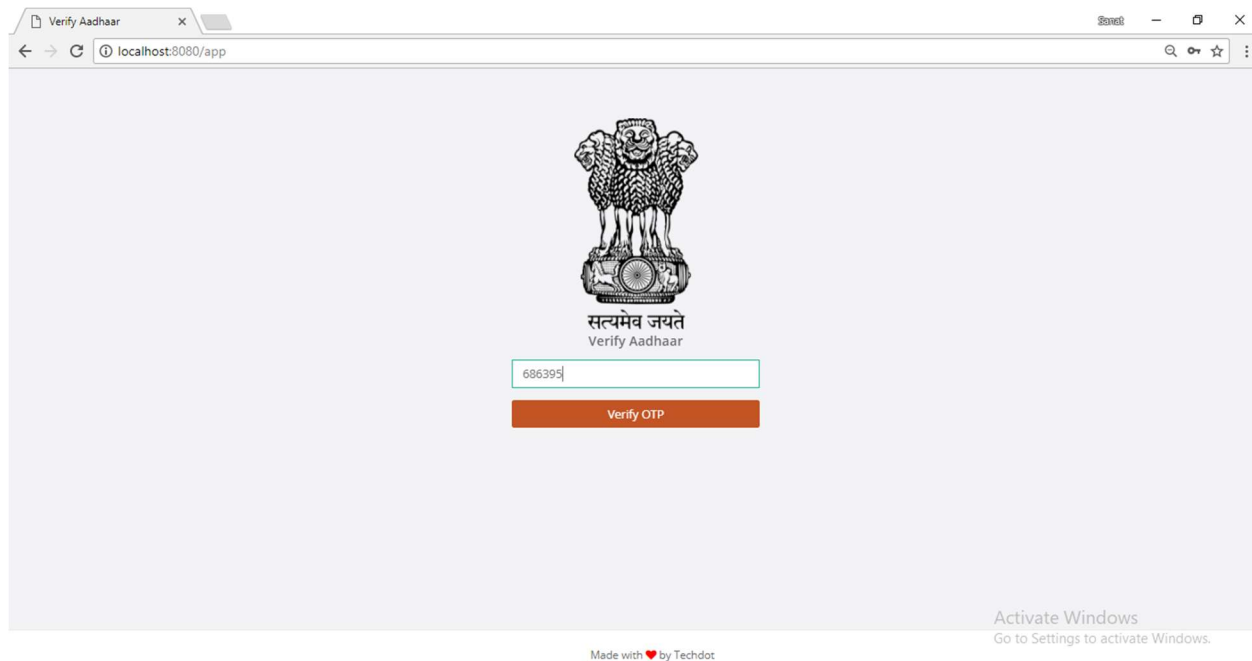 Verify Aadhaar
Sanat
localhost:8080/app
सत्यमेव जयते
Verify Aadhaar
686395
Verify OTP
Activate Windows
Go to Settings to activate Windows.
Made with ❤ by Techdot